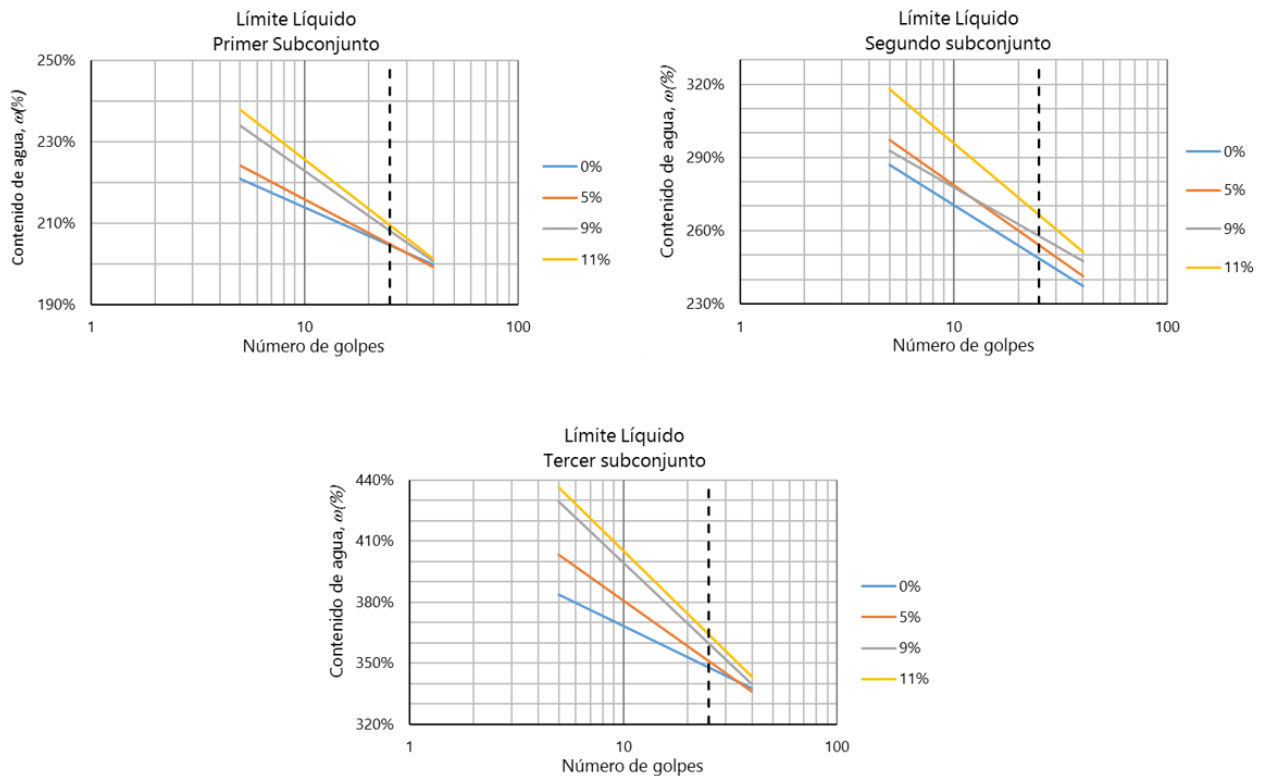 Límite Líquido
Primer Subconjunto
Contenido de agua, ω(%)
250%
230%
210%
190%
1
10
100
Número de golpes
0%
5%
9%
11%
Límite Líquido
Segundo subconjunto
Contenido de agua, ω(%)
320%
290%
260%
230%
1
10
100
Número de golpes
0%
5%
9%
11%
Límite Líquido
Tercer subconjunto
Contenido de agua, ω(%)
440%
410%
380%
350%
320%
1
10
100
Número de golpes
0%
5%
9%
11%